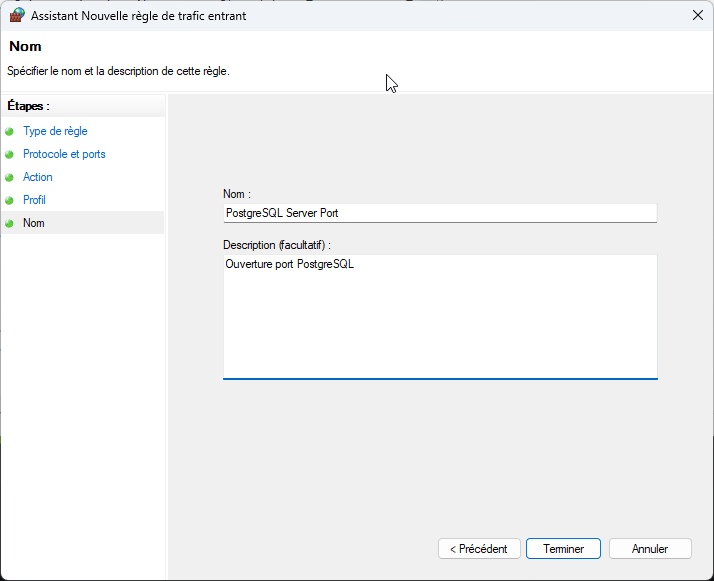 Assistant Nouvelle règle de trafic entrant
Nom
Spécifier le nom et la description de cette règle.
Étapes :
Type de règle
Protocole et ports
Action
Profil
Nom
Nom :
PostgreSQL Server Port
Description (facultatif) :
Ouverture port PostgreSQL
< Précédent
Terminer
Annuler